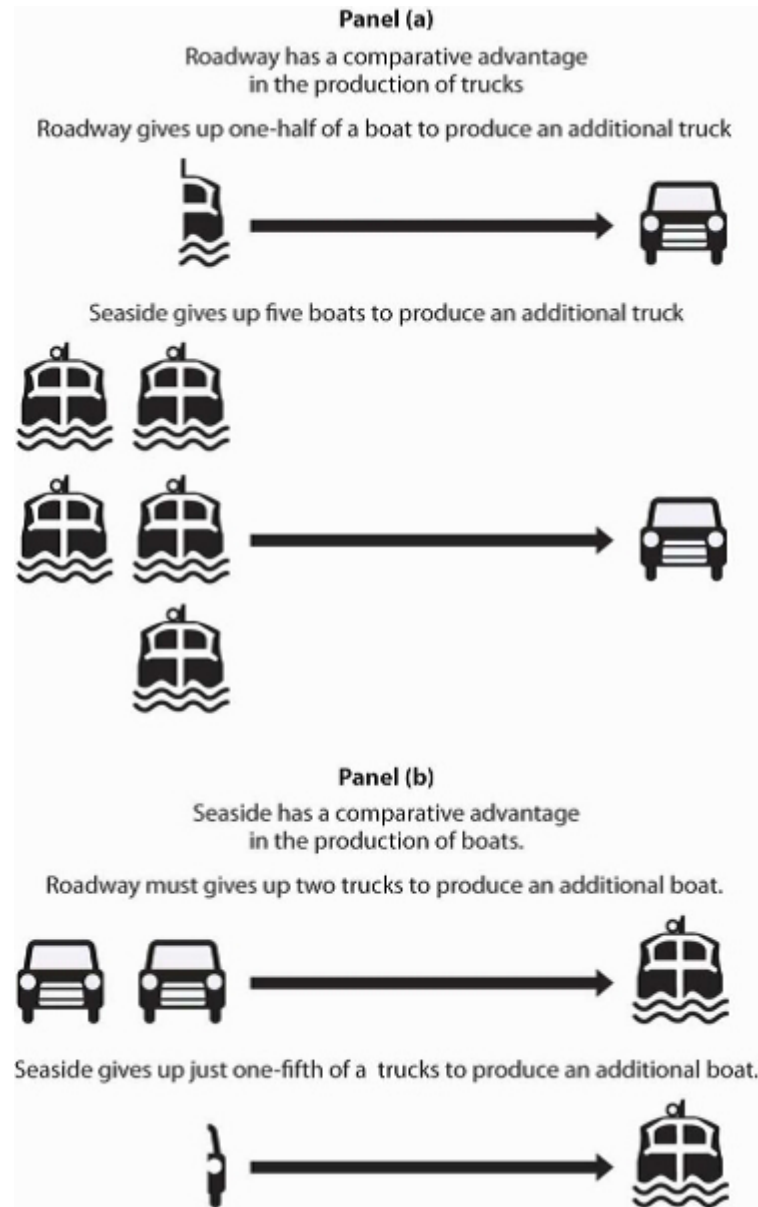 Panel (a)
Roadway has a comparative advantage
in the production of trucks
Roadway gives up one-half of a boat to produce an additional truck
Seaside gives up five boats to produce an additional truck
Panel (b)
Seaside has a comparative advantage
in the production of boats.
Roadway must gives up two trucks to produce an additional boat.
Seaside gives up just one-fifth of a trucks to produce an additional boat.